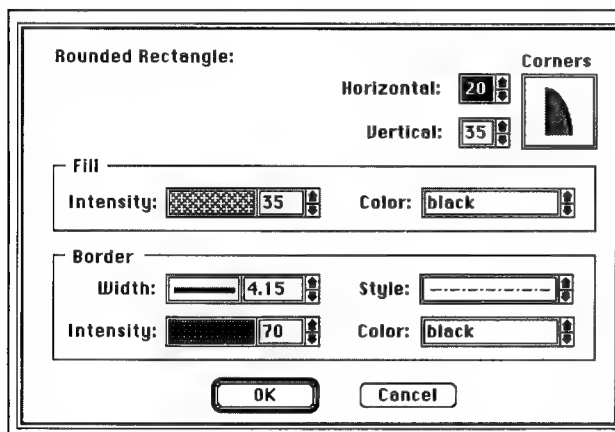 Rounded Rectangle:
Corners
Horizontal: 20
Vertical: 35
Fill
Intensity: 35 Color: black
Border
Width: 4.15 Style:
Intensity: 70 Color: black
OK Cancel